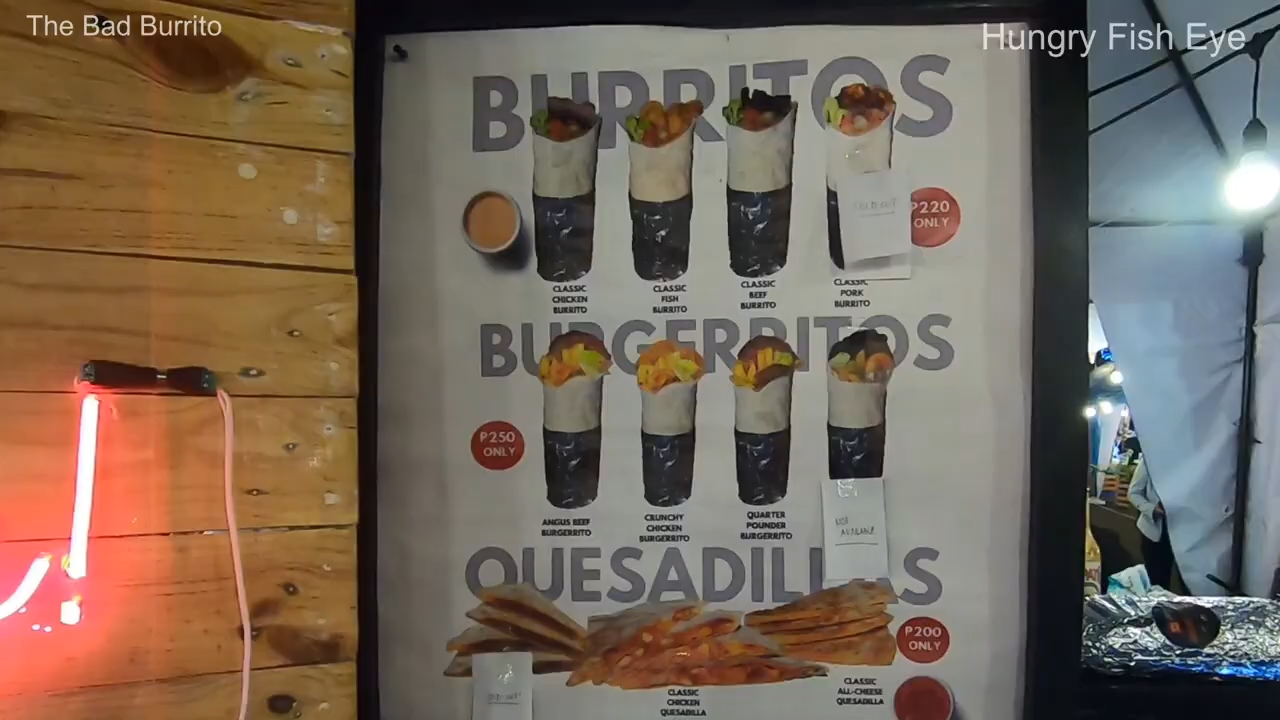 The Bad Burrito
Hungry Fish Eye
BURRITOS
P220
ONLY
CLASSIC
CHICKEN
BURRITO
CLASSIC
FISH
BURRITO
CLASSIC
BEEF
BURRITO
CLASSIC
PORK
BURRITO
BURGERRITOS
P250
ONLY
ANGUS BEEF
BURGERRITO
CRUNCHY
CHICKEN
BURGERRITO
QUARTER
POUNDER
BURGERRITO
NOT
AVAILABLE
QUESADILLAS
P200
ONLY
CLASSIC
CHICKEN
QUESADILLA
CLASSIC
ALL-CHEESE
QUESADILLA